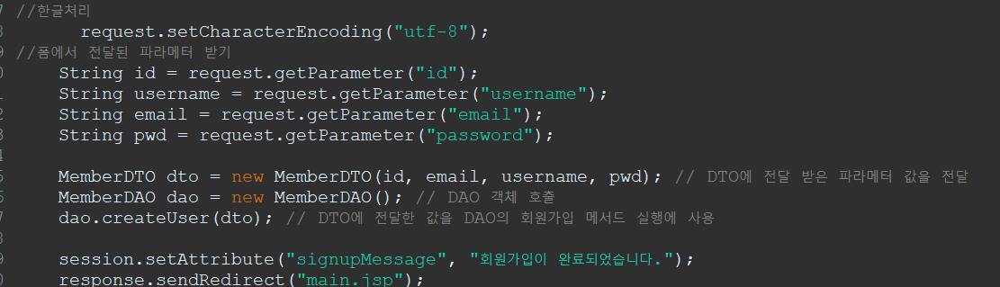 //한글처리
request.setCharacterEncoding("utf-8");
//폼에서 전달된 파라메터 받기
String id = request.getParameter("id");
String username = request.getParameter("username");
String email = request.getParameter("email");
String pwd = request.getParameter("password");
MemberDTO dto = new MemberDTO(id, email, username, pwd); // DTO에 전달 받은 파라메터 값을 전달
MemberDAO dao = new MemberDAO(); // DAO 객체 호출
dao.createUser(dto); // DTO에 전달한 값을 DAO의 회원가입 메서드 실행에 사용
session.setAttribute("signupMessage", "회원가입이 완료되었습니다.");
response.sendRedirect("main.jsp");